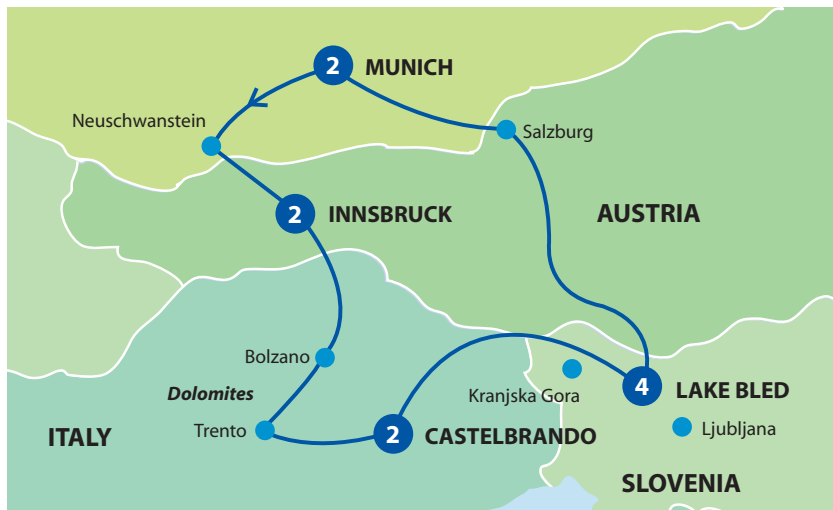 2 MUNICH
Neuschwanstein
Salzburg
2 INNSBRUCK
AUSTRIA
Bolzano
Dolomites
Kranjska Gora
4 LAKE BLED
Trento
ITALY
2 CASTELBRANDO
Ljubljana
SLOVENIA